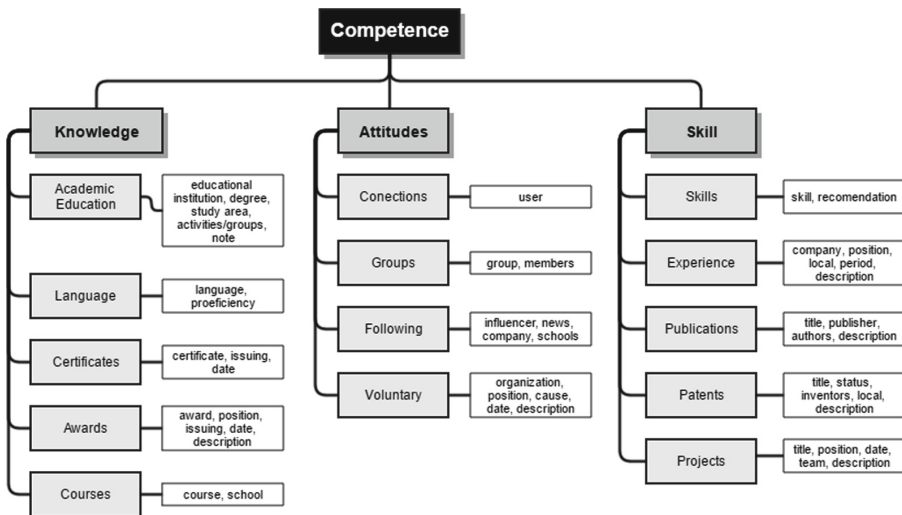 Competence
Knowledge
Academic
Education
educational
institution, degree,
study area,
activities/groups,
note
Language
language,
proeficiency
Certificates
certificate, issuing,
date
Awards
award, position,
issuing, date,
description
Courses
course, school
Attitudes
Conections
user
Groups
group, members
Following
influencer, news,
company, schools
Voluntary
organization,
position, cause,
date, description
Skill
Skills
skill, recomendation
Experience
company, position,
local, period,
description
Publications
title, publisher,
authors, description
Patents
title, status,
inventors, local,
description
Projects
title, position, date,
team, description